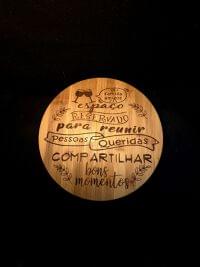 espaço
RESERVADO
para reunir
pessoas Queridas
COMPARTILHAR
bons
momentos